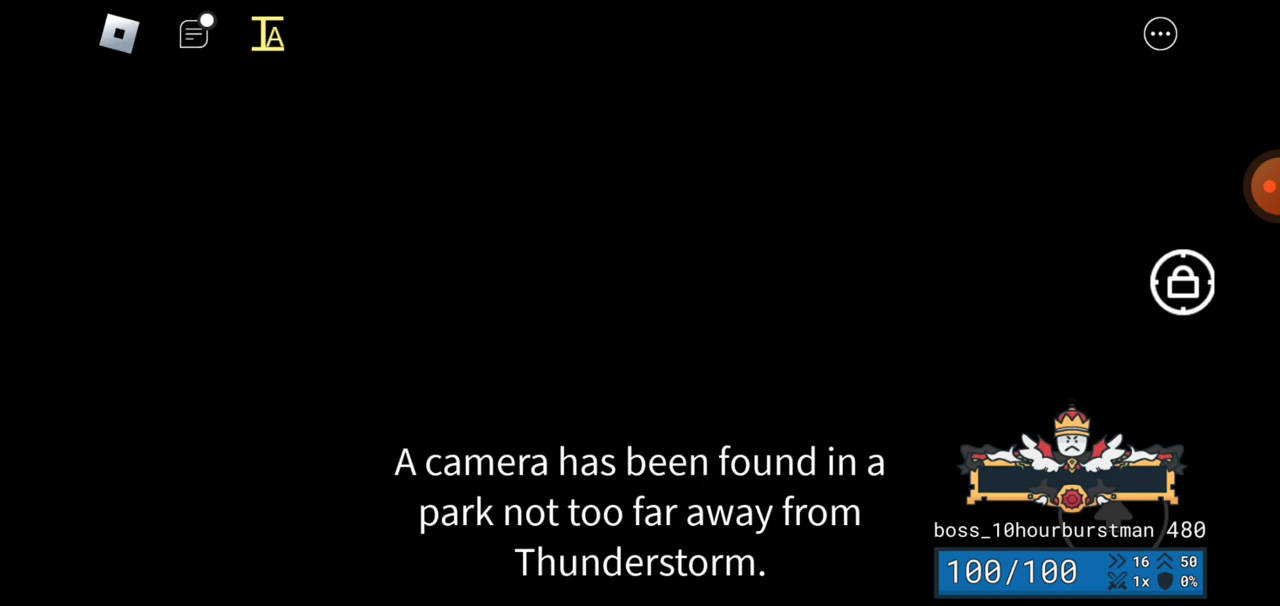 IA
A camera has been found in a
park not too far away from
Thunderstorm.
boss_10hourburstman 480
100/100
16 50
1x 0%